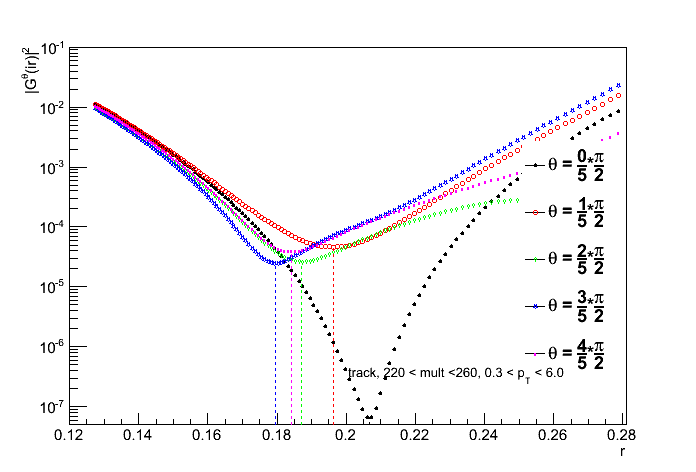 |G^θ(ir)|²
10⁻¹
10⁻²
10⁻³
10⁻⁴
10⁻⁵
10⁻⁶
10⁻⁷
θ = 0/5*π/2
θ = 1/5*π/2
θ = 2/5*π/2
θ = 3/5*π/2
θ = 4/5*π/2
track, 220 < mult <260, 0.3 < p_T < 6.0
0.12 0.14 0.16 0.18 0.2 0.22 0.24 0.26 0.28
r